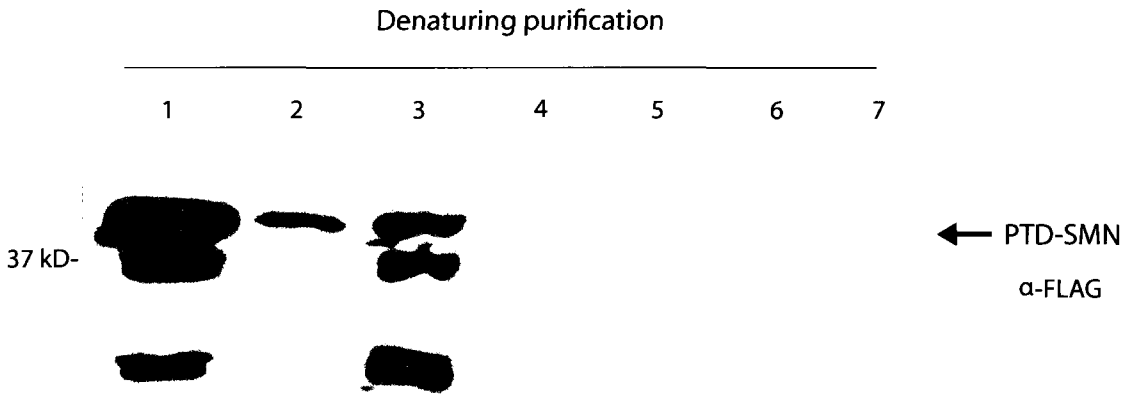 Denaturing purification
1 2 3 4 5 6 7
PTD-SMN
37 kD-
α-FLAG